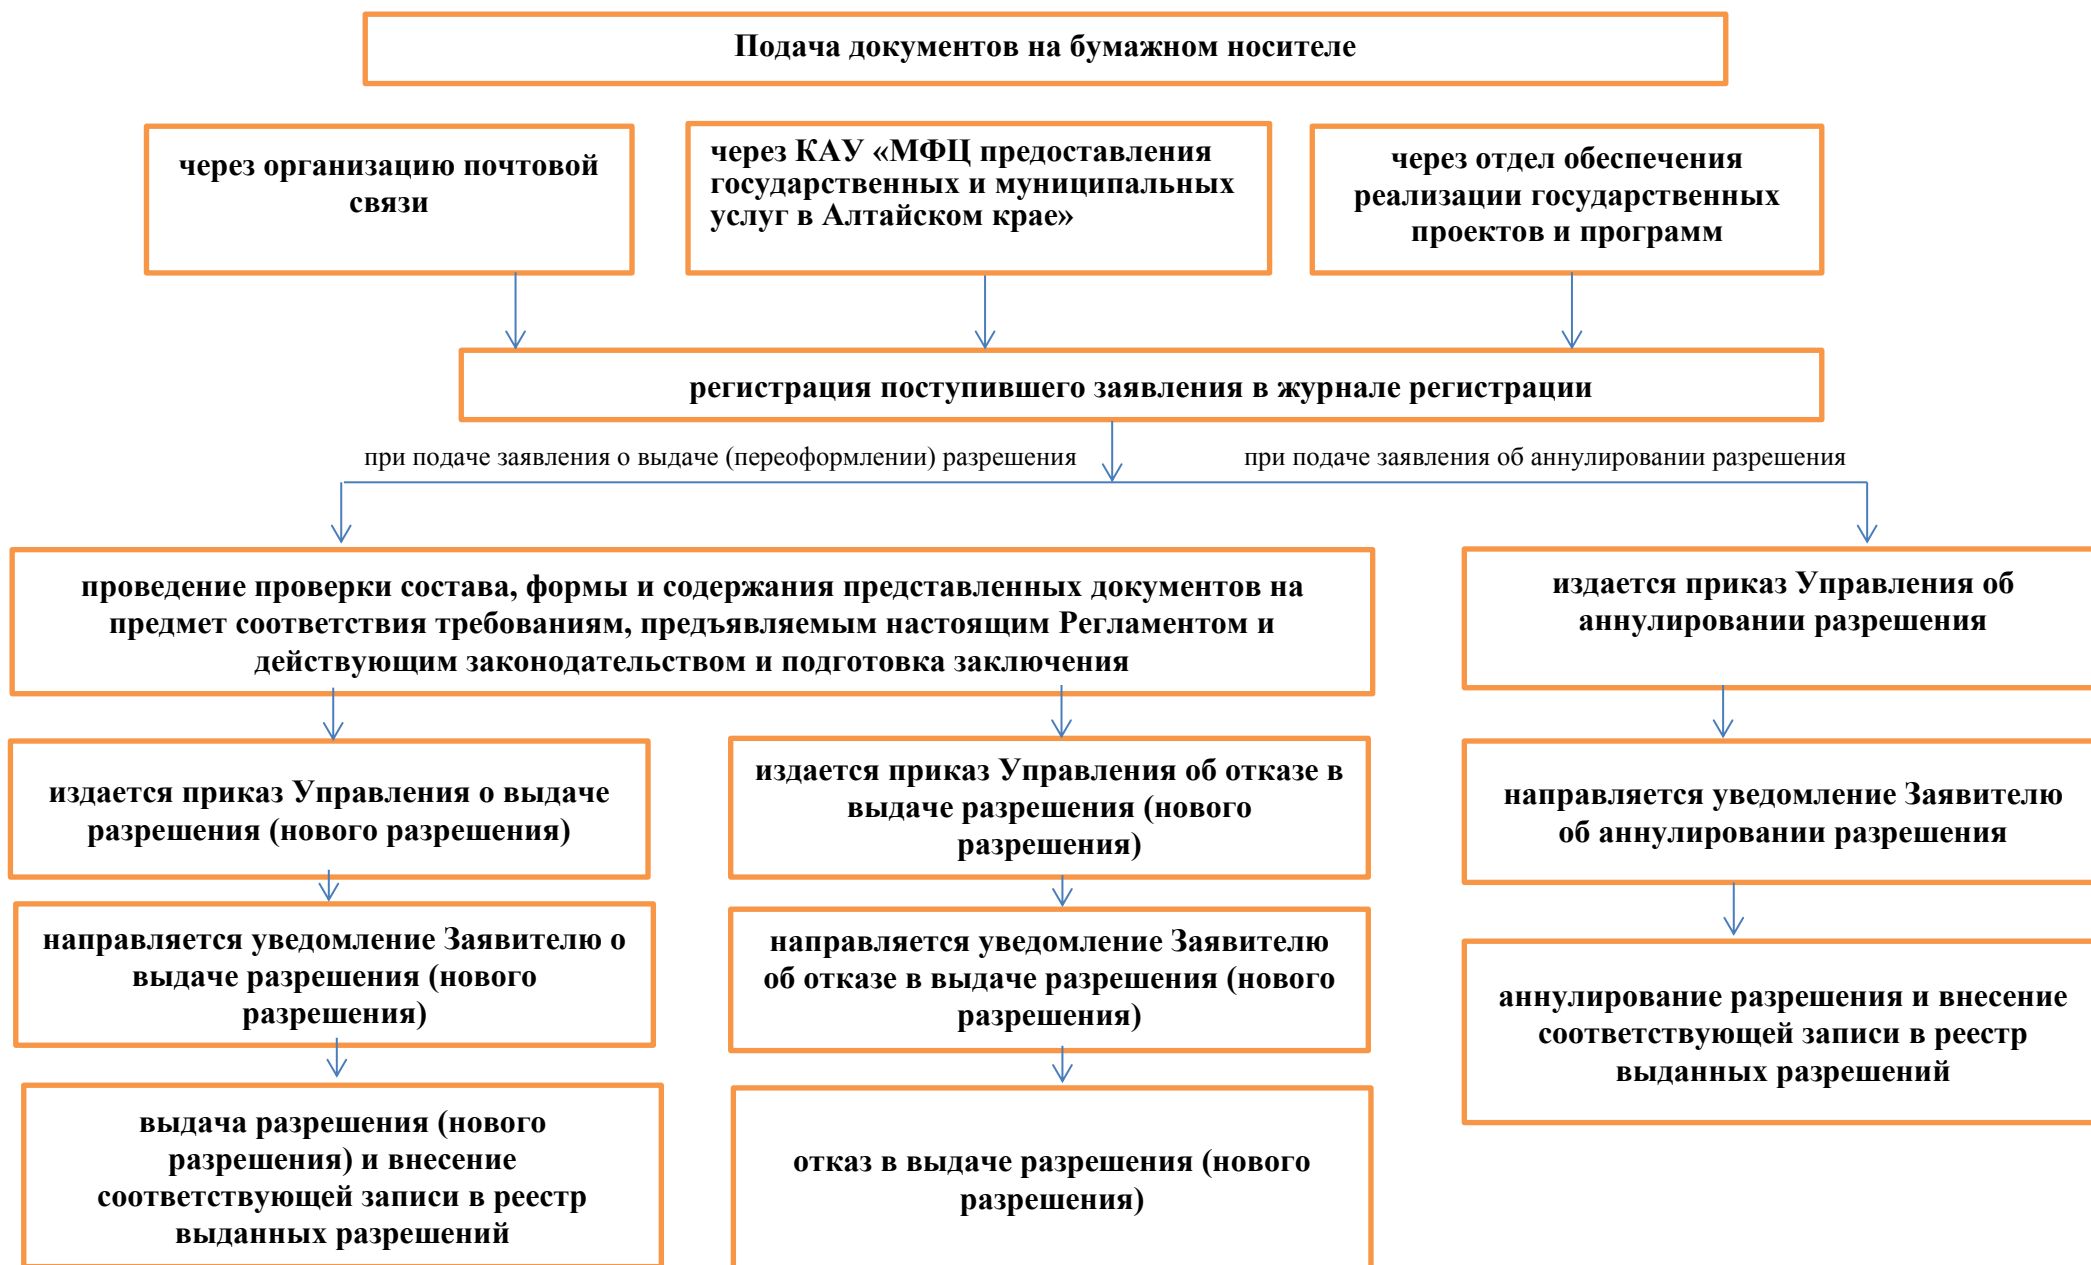 Подача документов на бумажном носителе
через организацию почтовой
связи
через КАУ «МФЦ предоставления
государственных и муниципальных
услуг в Алтайском крае»
через отдел обеспечения
реализации государственных
проектов и программ
регистрация поступившего заявления в журнале регистрации
при подаче заявления о выдаче (переоформлении) разрешения
при подаче заявления об аннулировании разрешения
проведение проверки состава, формы и содержания представленных документов на
предмет соответствия требованиям, предъявляемым настоящим Регламентом и
действующим законодательством и подготовка заключения
издается приказ Управления об
аннулировании разрешения
издается приказ Управления о выдаче
разрешения (нового разрешения)
издается приказ Управления об отказе в
выдаче разрешения (нового
разрешения)
направляется уведомление Заявителю
об аннулировании разрешения
направляется уведомление Заявителю о
выдаче разрешения (нового
разрешения)
направляется уведомление Заявителю
об отказе в выдаче разрешения (нового
разрешения)
аннулирование разрешения и внесение
соответствующей записи в реестр
выданных разрешений
выдача разрешения (нового
разрешения) и внесение
соответствующей записи в реестр
выданных разрешений
отказ в выдаче разрешения (нового
разрешения)